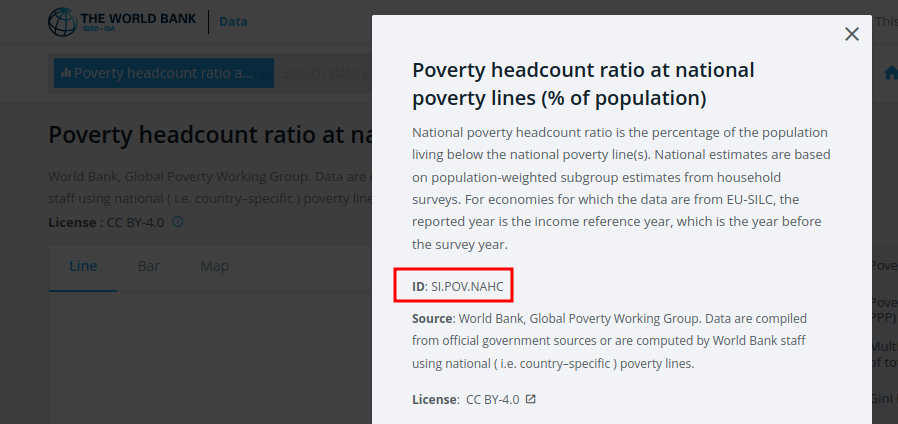 THE WORLD BANK
IBRD • IDA
Data
This
Poverty headcount ratio a...
Search data e
Poverty headcount ratio at na
World Bank, Global Poverty Working Group. Data are c
staff using national ( i.e. country–specific ) poverty line
License : CC BY-4.0
Line Bar Map
Poverty headcount ratio at national
poverty lines (% of population)
National poverty headcount ratio is the percentage of the population
living below the national poverty line(s). National estimates are based
on population-weighted subgroup estimates from household
surveys. For economies for which the data are from EU-SILC, the
reported year is the income reference year, which is the year before
the survey year.
ID: SI.POV.NAHC
Source: World Bank, Global Poverty Working Group. Data are compiled
from official government sources or are computed by World Bank staff
using national ( i.e. country–specific ) poverty lines.
License: CC BY-4.0
Pove
Pove
PPP)
Multi
of to
Gini